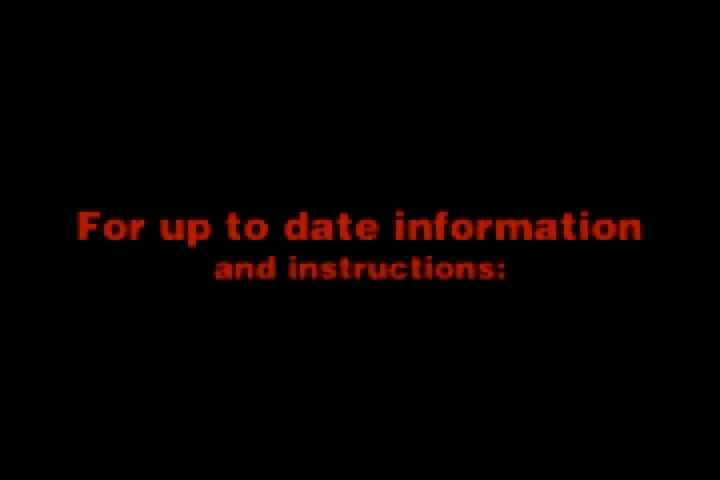 For up to date information
and instructions: